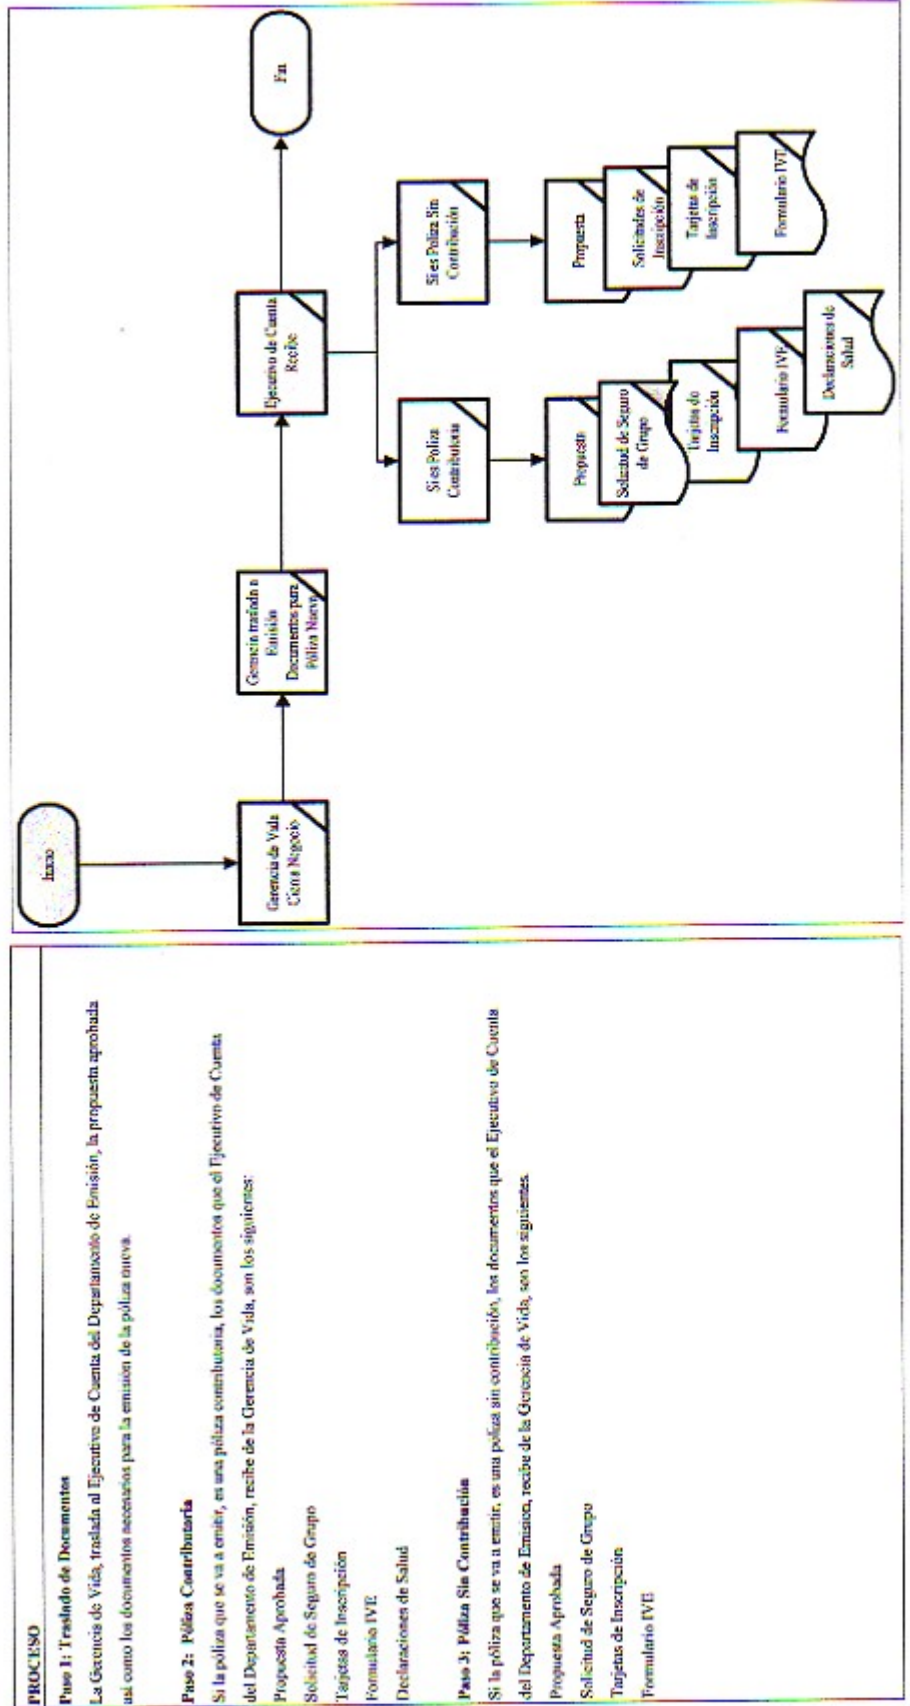 PROCESO
Paso 1: Traslado de Documentos
La Gerencia de Vida, traslada al Ejecutivo de Cuenta del Departamento de Emisión, la propuesta aprobada
asi como los documentos necesarios para la emisión de la póliza nueva.
Paso 2: Póliza Contributoria
Si la póliza que se va a emitir, es una póliza contributoria, los documentos que el Ejecutivo de Cuenta
del Departamento de Emisión, recibe de la Gerencia de Vida, son los siguientes:
Propuesta Aprobada
Solicitud de Seguro de Grupo
Tarjetas de Inscripción
Formulario IVE
Declaraciones de Salud
Paso 3: Póliza Sin Contribución
Si la póliza que se va a emitir, es una póliza sin contribución, los documentos que el Ejecutivo de Cuenta
del Departamento de Emision, recibe de la Gerencia de Vida, son los siguientes.
Propuesta Aprobada
Solicitud de Seguro de Grupo
Tarjetas de Inscripción
Formulario IVE
Inicio
Gerencia de Vida
Cierra Negocio
Gerencia traslada a
Emisión
Documentos para
Póliza Nueva
Ejecutivo de Cuenta
Recibe
Fin
Si es Poliza
Contributoria
Si es Poliza Sin
Contribución
Propuesta
Solicitud de Seguro
de Grupo
Tarjetas de
Inscripción
Formulario IVE
Declaraciones de
Salud
Propuesta
Solicitudes de
Inscripción
Tarjetas de
Inscripción
Formulario IVE